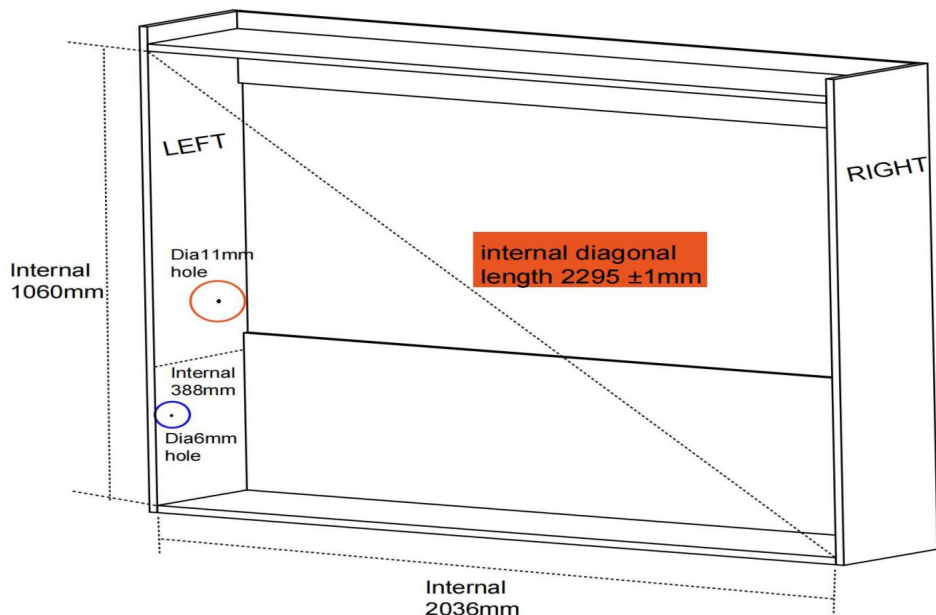 LEFT
RIGHT
internal diagonal
length 2295 ±1mm
Dia11mm
hole
Internal
1060mm
Internal
388mm
Dia6mm
hole
Internal
2036mm